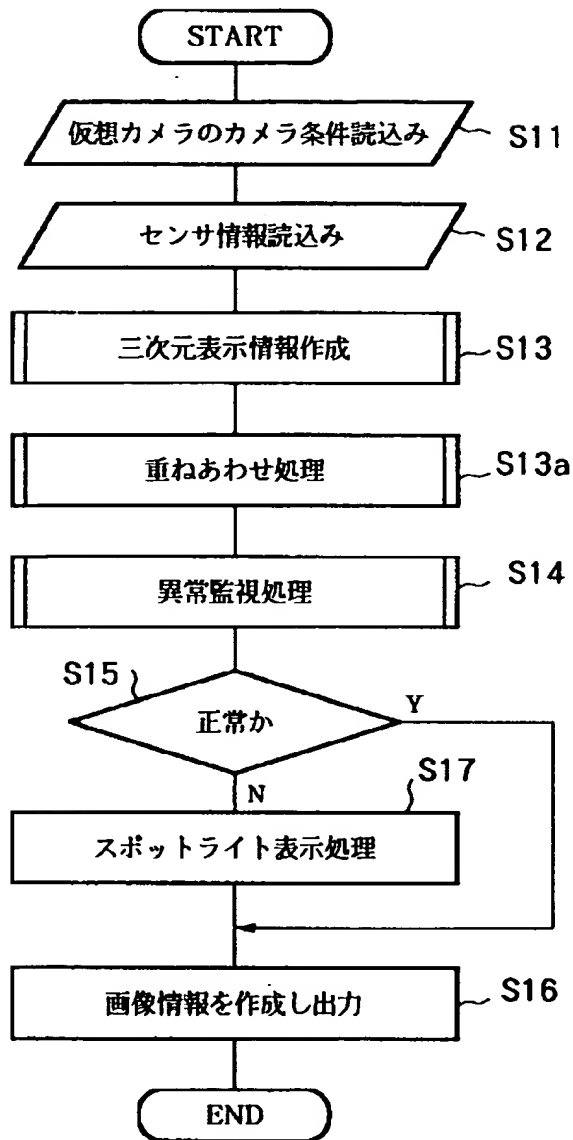 START
仮想カメラのカメラ条件読込み S11
センサ情報読込み S12
三次元表示情報作成 S13
重ねあわせ処理 S13a
異常監視処理 S14
S15
正常か Y
N S17
スポットライト表示処理
画像情報を作成し出力 S16
END